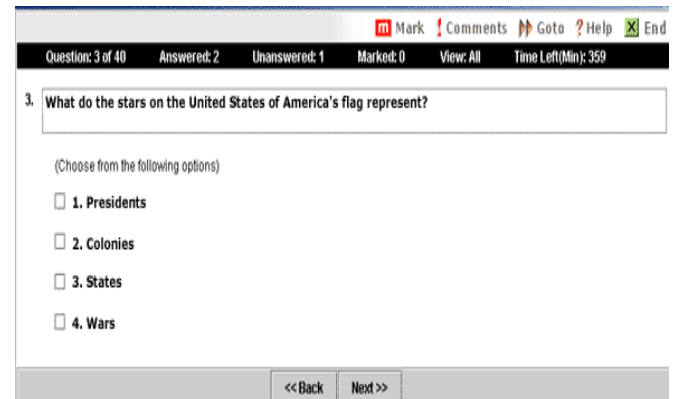 m Mark ! Comments Goto ? Help X End
Question: 3 of 40 Answered: 2 Unanswered: 1 Marked: 0 View: All Time Left(Min): 359
3. What do the stars on the United States of America's flag represent?
(Choose from the following options)
1. Presidents
2. Colonies
3. States
4. Wars
<< Back Next >>